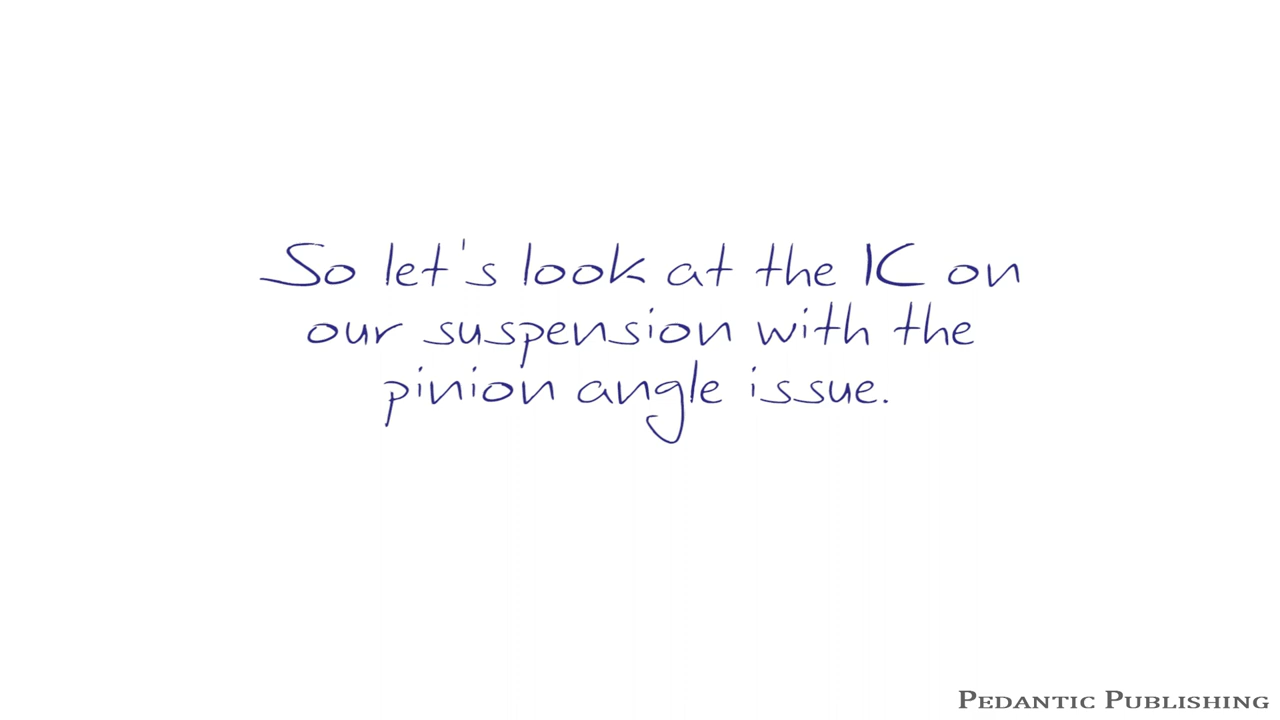 So let's look at the IC on
our suspension with the
pinion angle issue.
PEDANTIC PUBLISHING